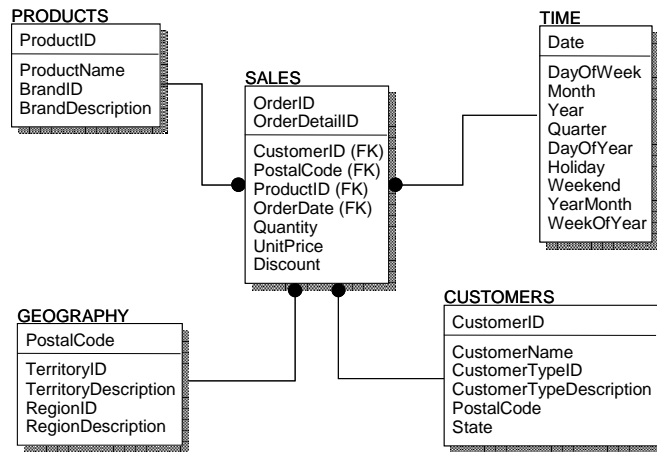 PRODUCTS
ProductID
ProductName
BrandID
BrandDescription
SALES
OrderID
OrderDetailID
CustomerID (FK)
PostalCode (FK)
ProductID (FK)
OrderDate (FK)
Quantity
UnitPrice
Discount
TIME
Date
DayOfWeek
Month
Year
Quarter
DayOfYear
Holiday
Weekend
YearMonth
WeekOfYear
GEOGRAPHY
PostalCode
TerritoryID
TerritoryDescription
RegionID
RegionDescription
CUSTOMERS
CustomerID
CustomerName
CustomerTypeID
CustomerTypeDescription
PostalCode
State